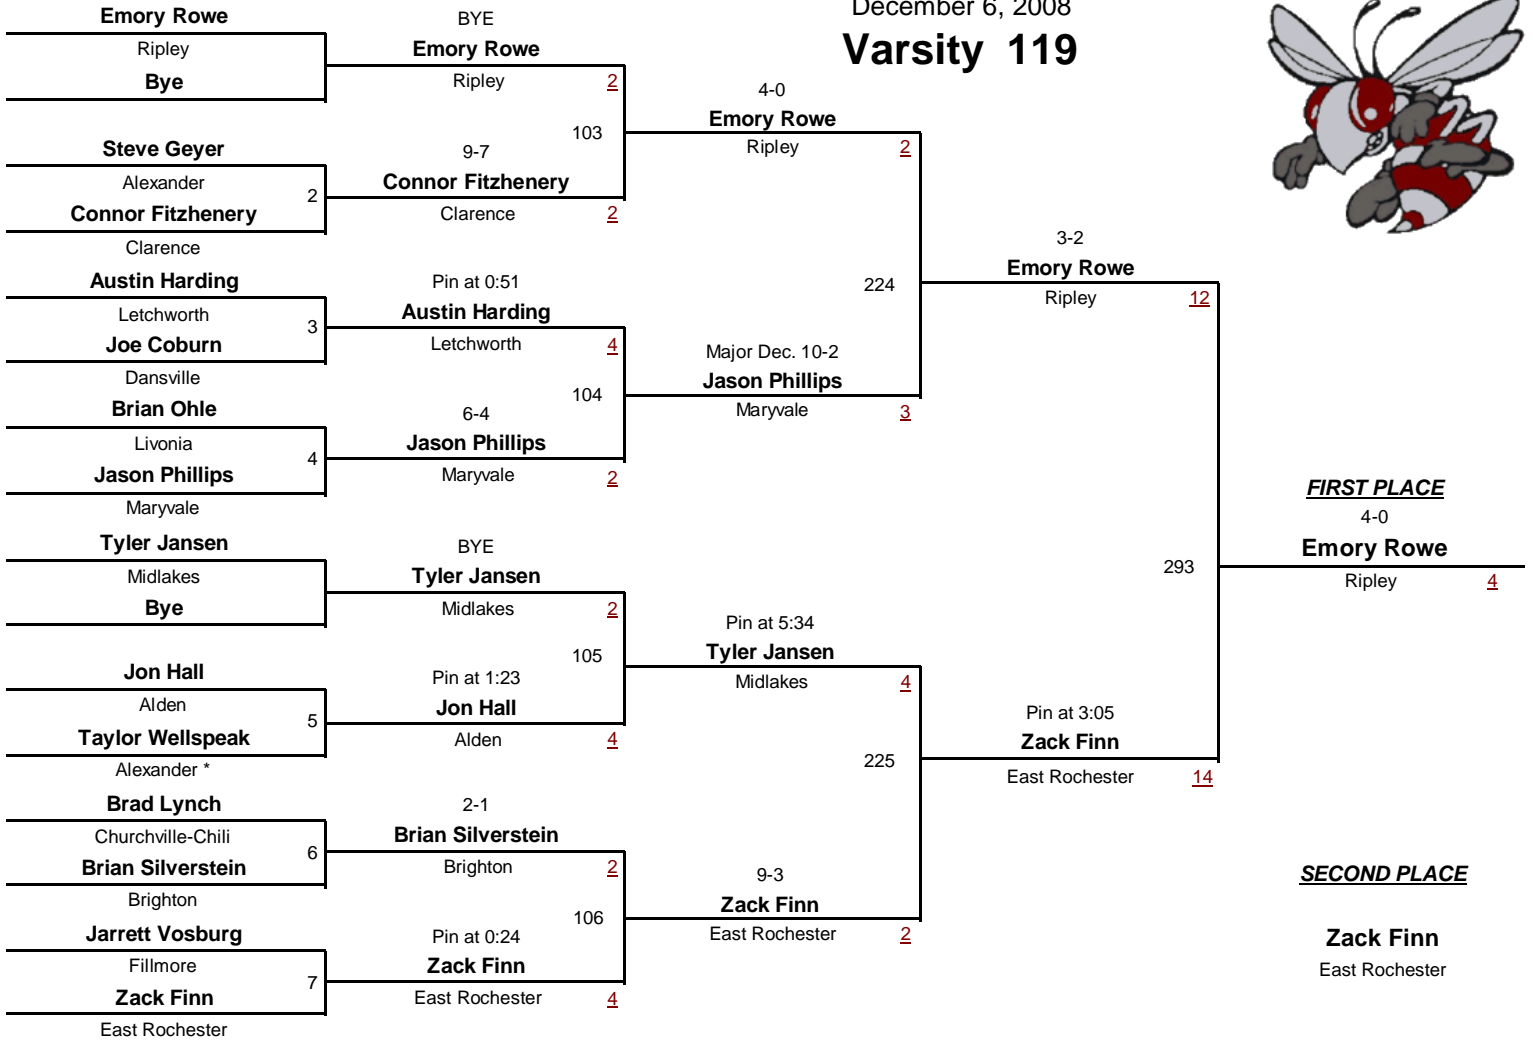 December 6, 2008
Varsity 119
Emory Rowe
Ripley
Bye
Steve Geyer
Alexander
2
Connor Fitzhenery
Clarence
Austin Harding
Letchworth
3
Joe Coburn
Dansville
Brian Ohle
Livonia
4
Jason Phillips
Maryvale
Tyler Jansen
Midlakes
Bye
Jon Hall
Alden
5
Taylor Wellspeak
Alexander *
Brad Lynch
Churchville-Chili
6
Brian Silverstein
Brighton
Jarrett Vosburg
Fillmore
7
Zack Finn
East Rochester
BYE
Emory Rowe
Ripley 2
103
9-7
Connor Fitzhenery
Clarence 2
Pin at 0:51
Austin Harding
Letchworth 4
104
6-4
Jason Phillips
Maryvale 2
BYE
Tyler Jansen
Midlakes 2
105
Pin at 1:23
Jon Hall
Alden 4
2-1
Brian Silverstein
Brighton 2
106
Pin at 0:24
Zack Finn
East Rochester 4
4-0
Emory Rowe
Ripley 2
224
Major Dec. 10-2
Jason Phillips
Maryvale 3
Pin at 5:34
Tyler Jansen
Midlakes 4
225
9-3
Zack Finn
East Rochester 2
3-2
Emory Rowe
Ripley 12
293
Pin at 3:05
Zack Finn
East Rochester 14
FIRST PLACE
4-0
Emory Rowe
Ripley 4
SECOND PLACE
Zack Finn
East Rochester